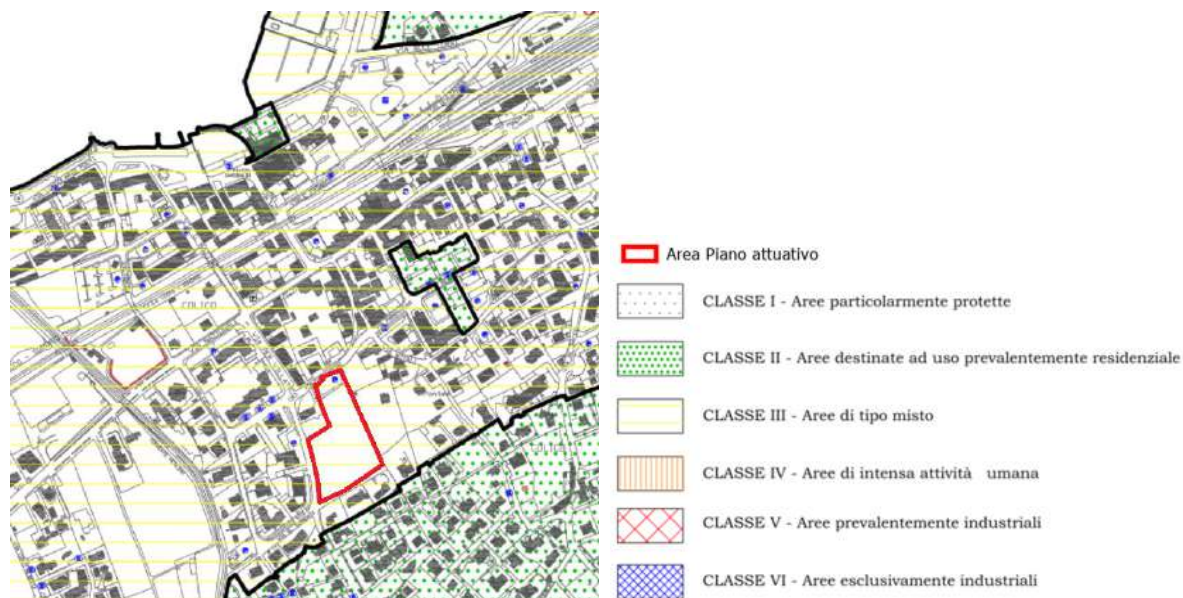 COLICO
Area Piano attuativo
CLASSE I - Aree particolarmente protette
CLASSE II - Aree destinate ad uso prevalentemente residenziale
CLASSE III - Aree di tipo misto
CLASSE IV - Aree di intensa attività umana
CLASSE V - Aree prevalentemente industriali
CLASSE VI - Aree esclusivamente industriali